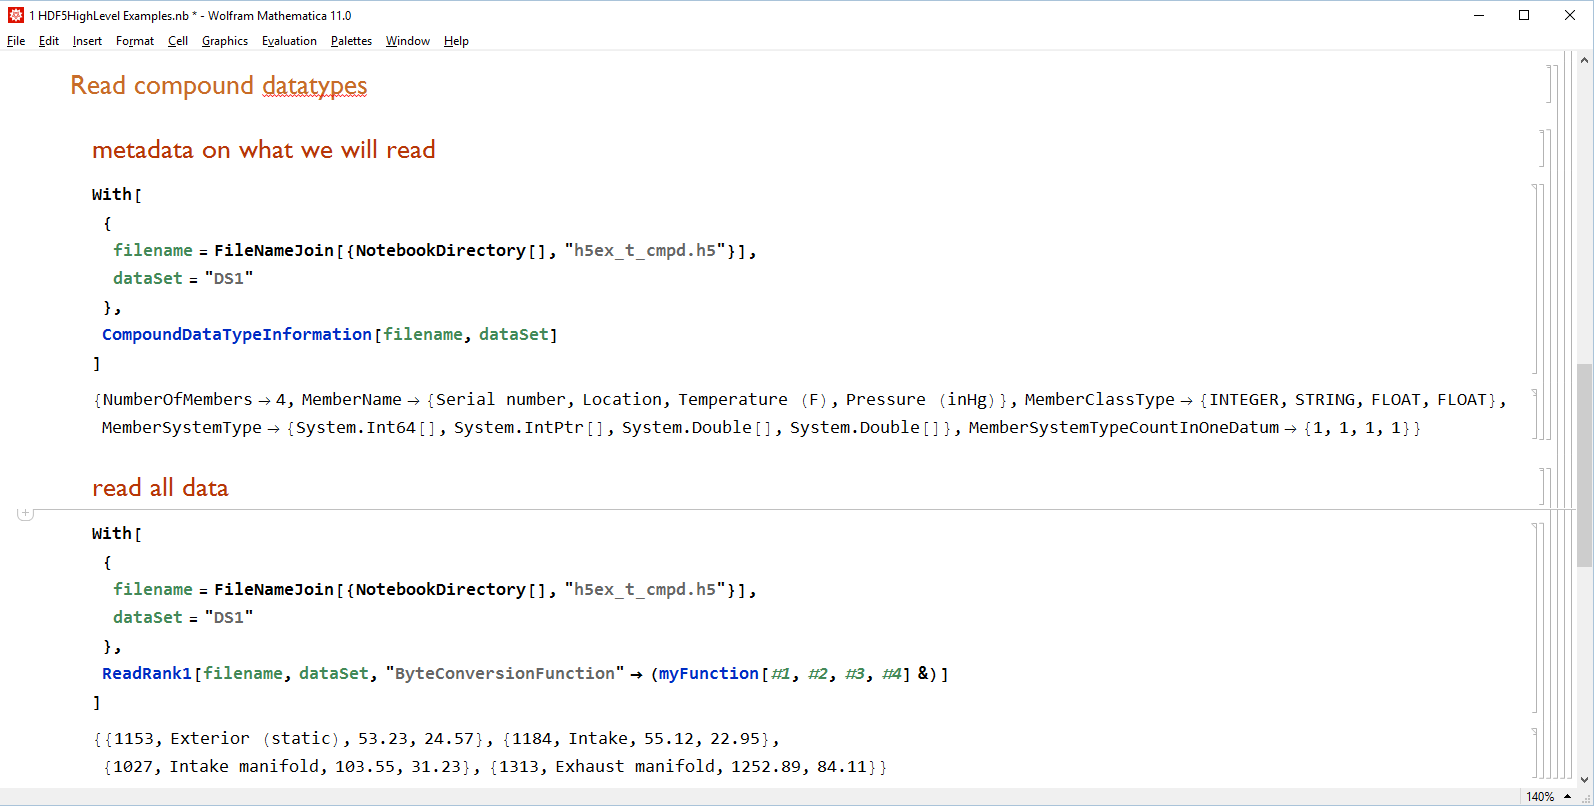 1 HDF5HighLevel Examples.nb * - Wolfram Mathematica 11.0
File Edit Insert Format Cell Graphics Evaluation Palettes Window Help
Read compound datatypes
metadata on what we will read
With[
{
filename = FileNameJoin[{NotebookDirectory[], "h5ex_t_cmpd.h5"}],
dataSet = "DS1"
},
CompoundDataTypeInformation[filename, dataSet]
]
{NumberOfMembers → 4, MemberName → {Serial number, Location, Temperature (F), Pressure (inHg)}, MemberClassType → {INTEGER, STRING, FLOAT, FLOAT},
MemberSystemType → {System.Int64[], System.IntPtr[], System.Double[], System.Double[]}, MemberSystemTypeCountInOneDatum → {1, 1, 1, 1}}
read all data
With[
{
filename = FileNameJoin[{NotebookDirectory[], "h5ex_t_cmpd.h5"}],
dataSet = "DS1"
},
ReadRank1[filename, dataSet, "ByteConversionFunction" → (myFunction[#1, #2, #3, #4] &)]
]
{{1153, Exterior (static), 53.23, 24.57}, {1184, Intake, 55.12, 22.95},
{1027, Intake manifold, 103.55, 31.23}, {1313, Exhaust manifold, 1252.89, 84.11}}
140%